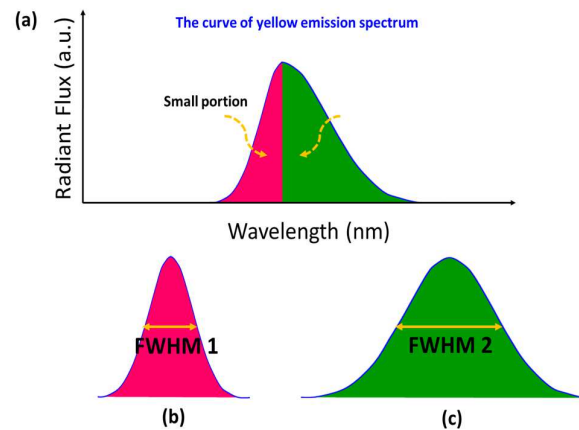 (a)
The curve of yellow emission spectrum
Radiant Flux (a.u.)
Small portion
Wavelength (nm)
FWHM 1
FWHM 2
(b)
(c)